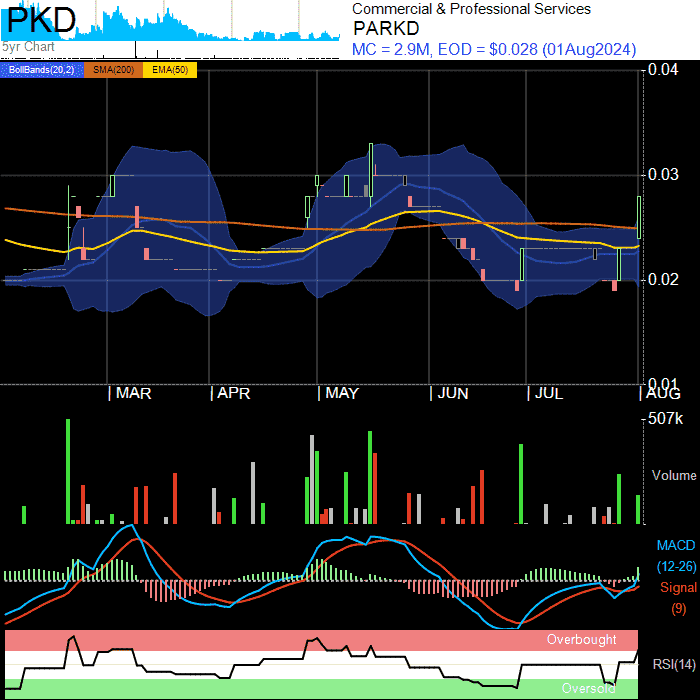 PKD
5yr Chart
Commercial & Professional Services
PARKD
MC = 2.9M, EOD = $0.028 (01Aug2024)
BollBands(20,2) SMA(200) EMA(50)
0.04
0.03
0.02
0.01
| MAR | APR | MAY | JUN | JUL | AUG
507k
Volume
MACD
(12-26)
Signal
(9)
Overbought
RSI(14)
Oversold